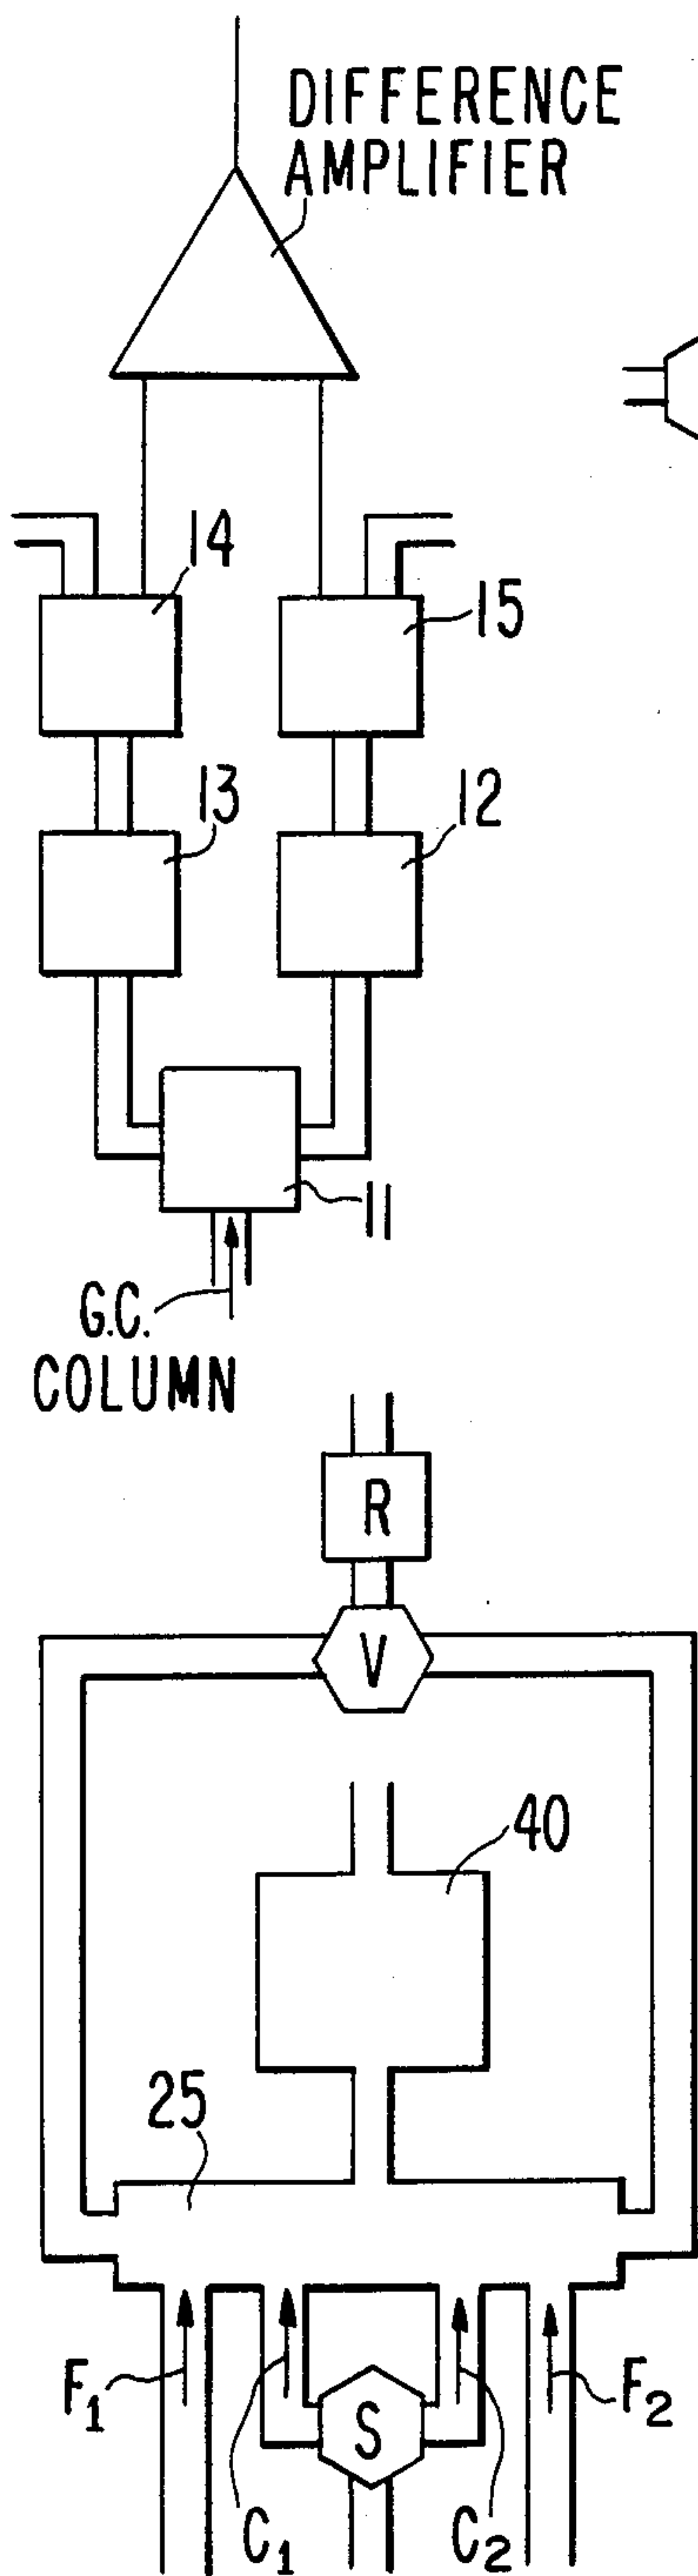 DIFFERENCE
AMPLIFIER
14
15
13
12
11
G.C.
COLUMN
R
V
40
25
F1
F2
S
C1
C2